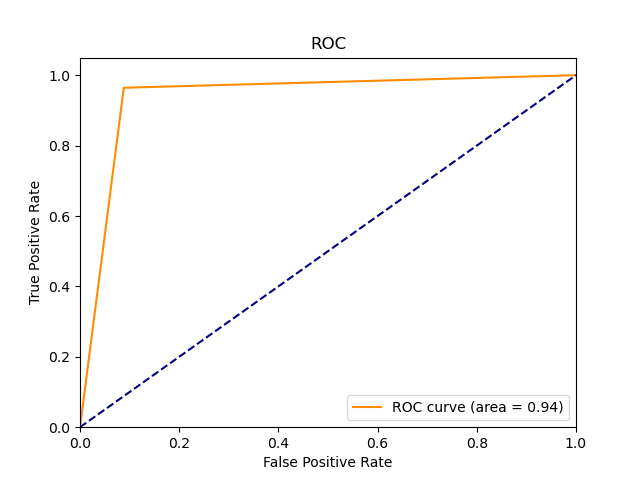 ROC
1.0
0.8
0.6
0.4
0.2
0.0
True Positive Rate
ROC curve (area = 0.94)
0.0 0.2 0.4 0.6 0.8 1.0
False Positive Rate